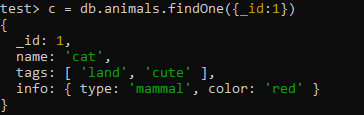 test> c = db.animals.findOne({_id:1})
{
  _id: 1,
  name: 'cat',
  tags: [ 'land', 'cute' ],
  info: { type: 'mammal', color: 'red' }
}